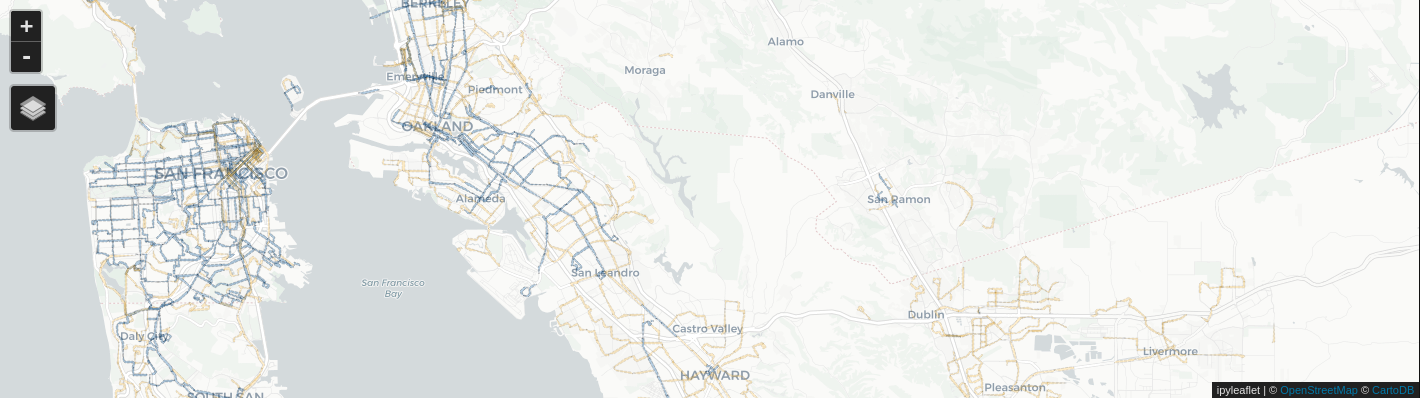 +
-
BERKELEY
Alamo
Moraga
Emeryville
Piedmont
Danville
OAKLAND
SAN FRANCISCO
Alameda
San Ramon
San Leandro
San Francisco
Bay
Dublin
Castro Valley
Daly City
Livermore
HAYWARD
Pleasanton
SOUTH SAN
ipyleaflet | © OpenStreetMap © CartoDB